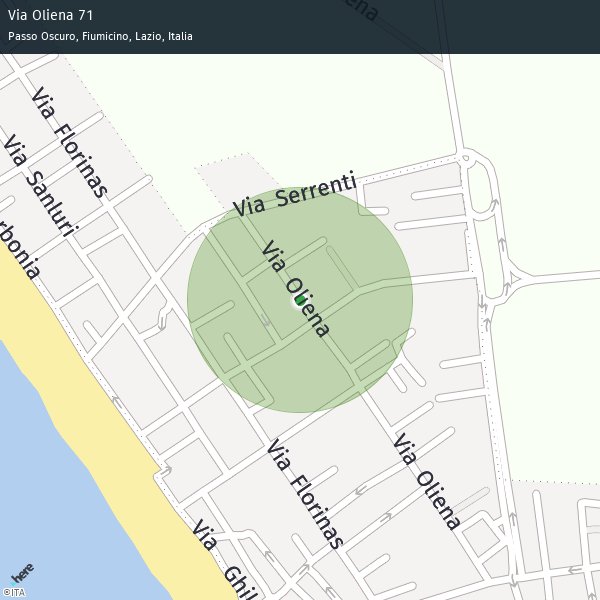 Via Oliena 71
Passo Oscuro, Fiumicino, Lazio, Italia
Via Florinas
Via Serrenti
Via Sanluri
Via Oliena
Via Florinas
Via Oliena
Via
here
©ITA